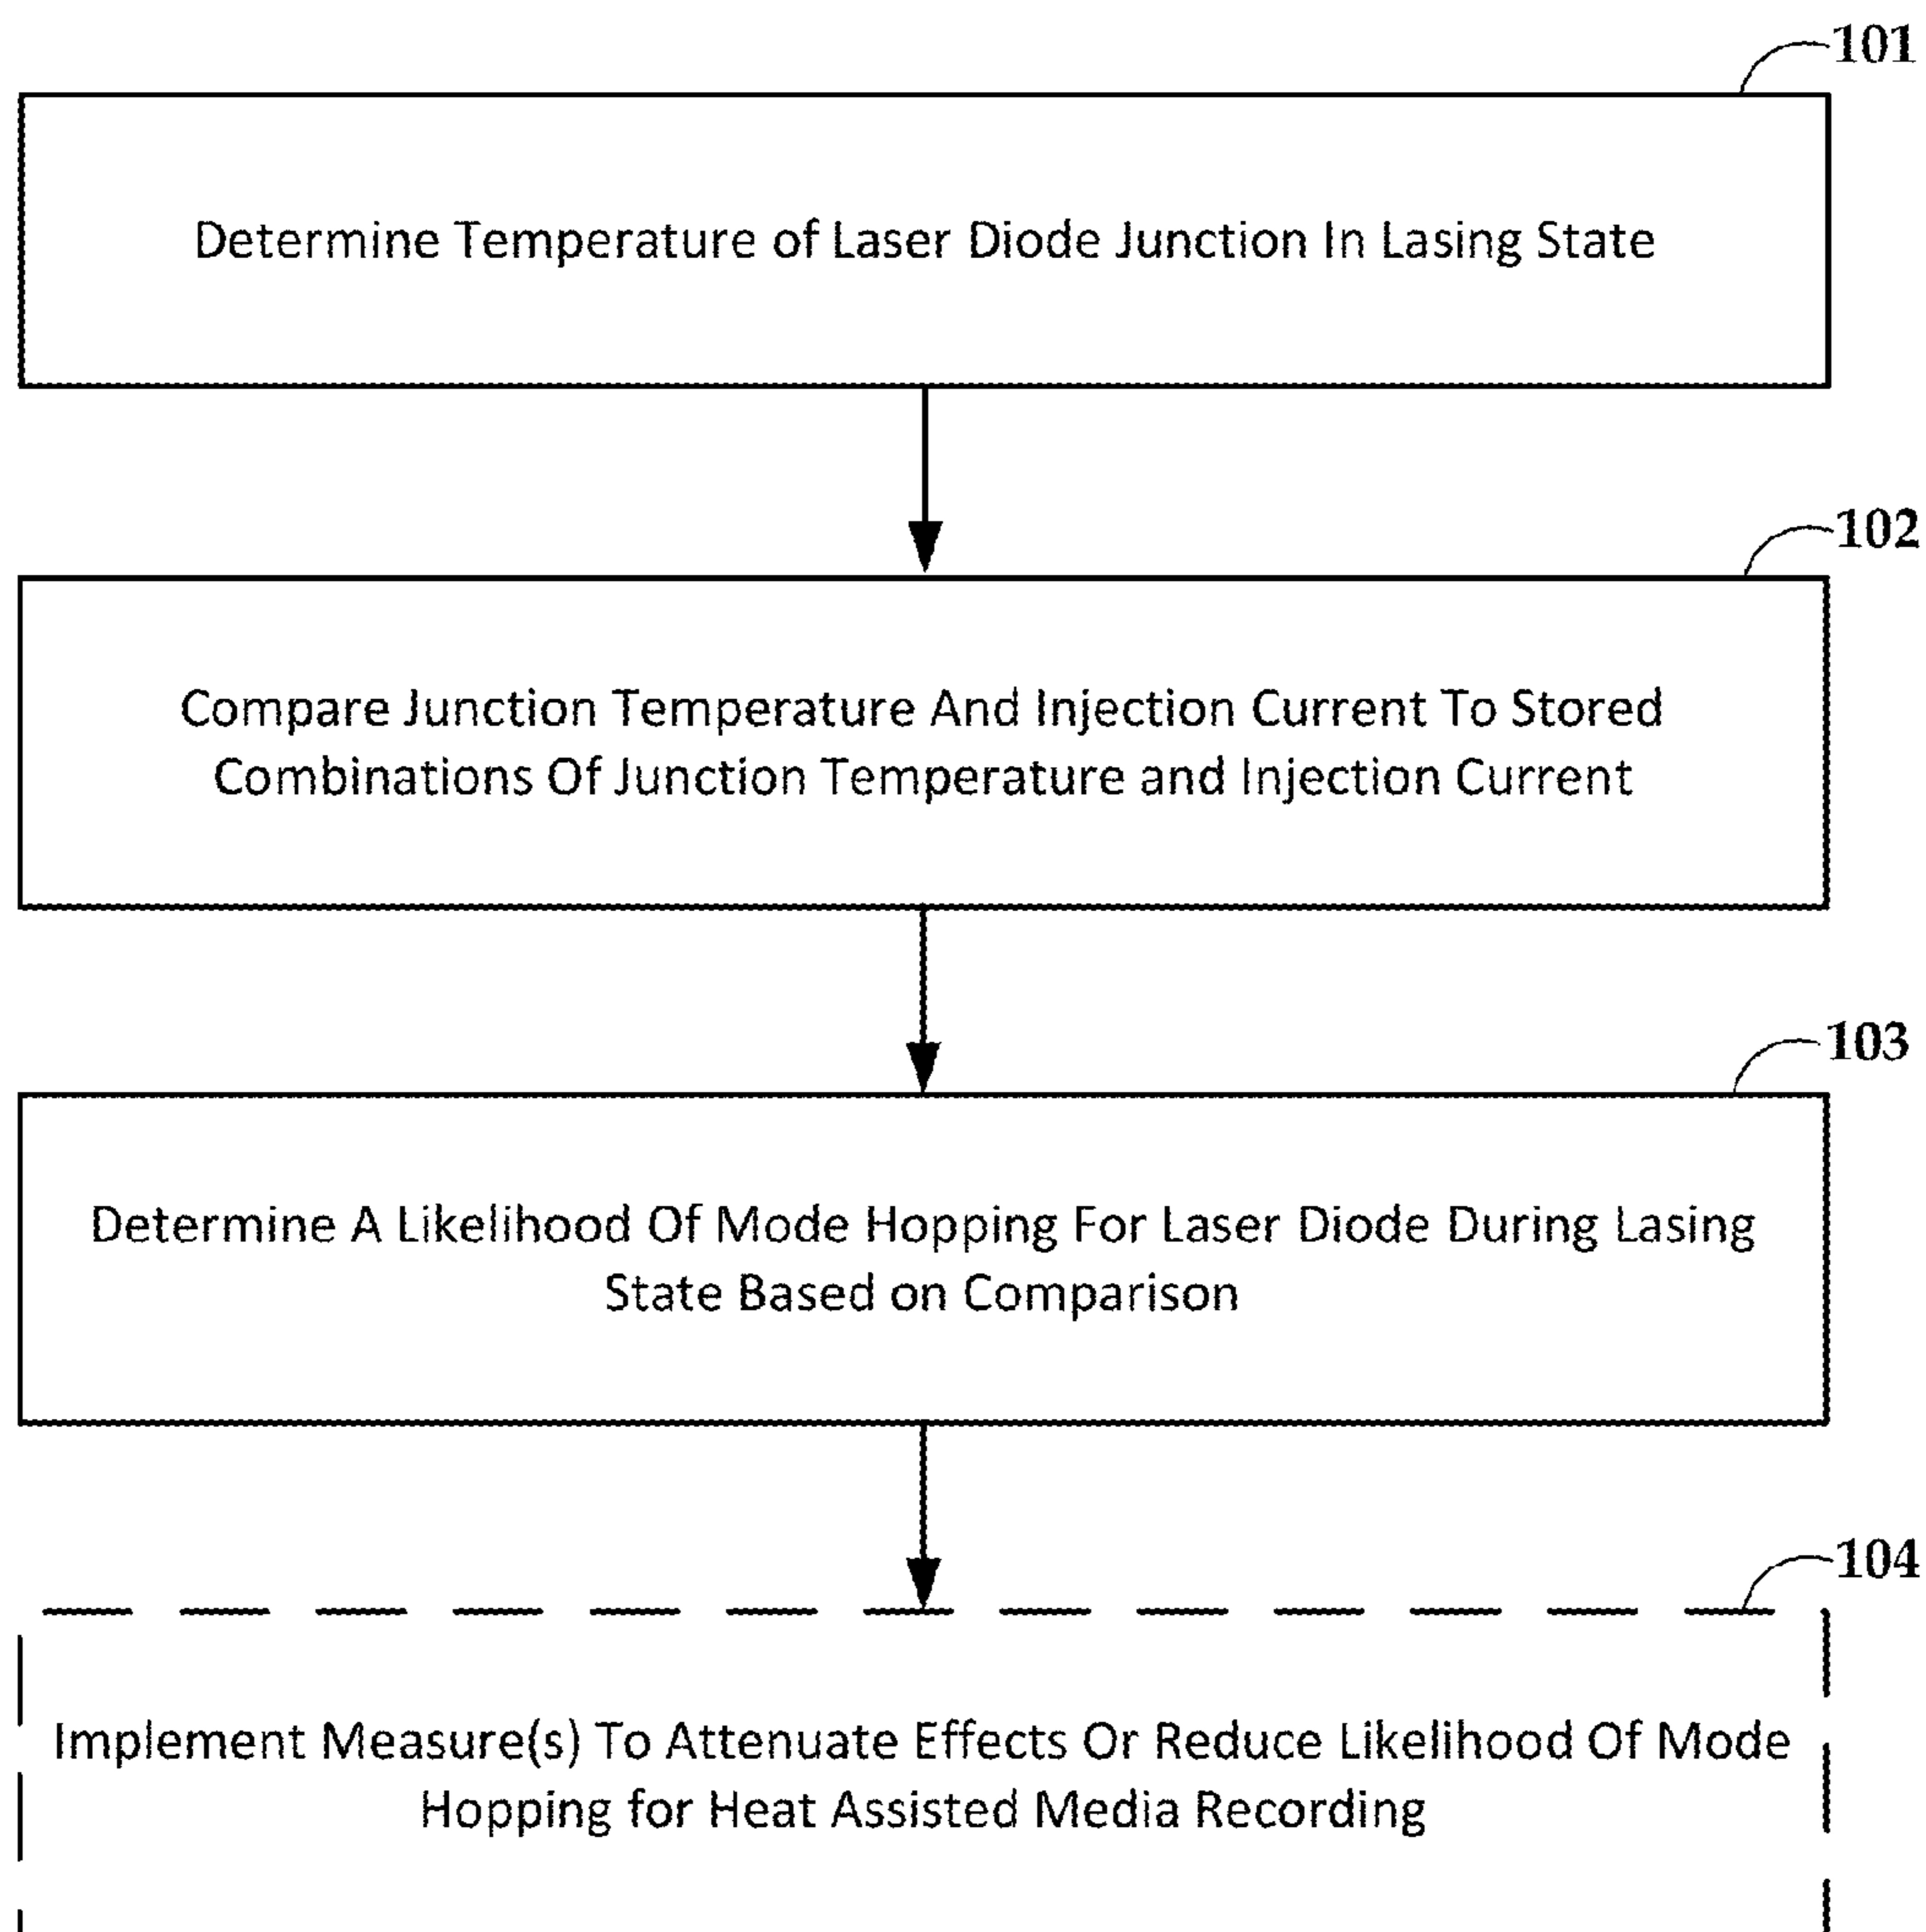 101
Determine Temperature of Laser Diode Junction In Lasing State
102
Compare Junction Temperature And Injection Current To Stored
Combinations Of Junction Temperature and Injection Current
103
Determine A Likelihood Of Mode Hopping For Laser Diode During Lasing
State Based on Comparison
104
Implement Measure(s) To Attenuate Effects Or Reduce Likelihood Of Mode
Hopping for Heat Assisted Media Recording